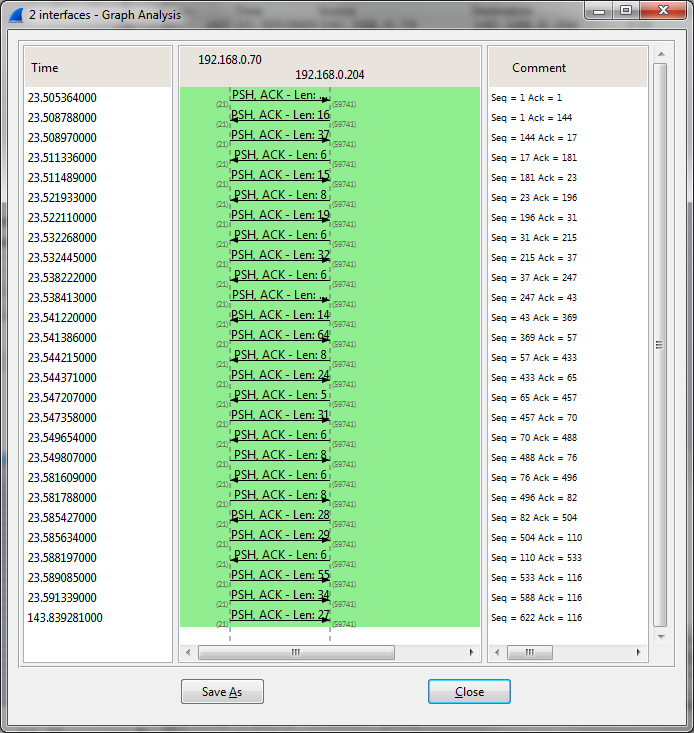 2 interfaces - Graph Analysis
Time
192.168.0.70
192.168.0.204
Comment
23.505364000 PSH, ACK - Len: ... (21) (59741) Seq = 1 Ack = 1
23.508788000 PSH, ACK - Len: 16 (21) (59741) Seq = 1 Ack = 144
23.508970000 PSH, ACK - Len: 37 (21) (59741) Seq = 144 Ack = 17
23.511336000 PSH, ACK - Len: 6 (21) (59741) Seq = 17 Ack = 181
23.511489000 PSH, ACK - Len: 15 (21) (59741) Seq = 181 Ack = 23
23.521933000 PSH, ACK - Len: 8 (21) (59741) Seq = 23 Ack = 196
23.522110000 PSH, ACK - Len: 19 (21) (59741) Seq = 196 Ack = 31
23.532268000 PSH, ACK - Len: 6 (21) (59741) Seq = 31 Ack = 215
23.532445000 PSH, ACK - Len: 32 (21) (59741) Seq = 215 Ack = 37
23.538222000 PSH, ACK - Len: 6 (21) (59741) Seq = 37 Ack = 247
23.538413000 PSH, ACK - Len: ... (21) (59741) Seq = 247 Ack = 43
23.541220000 PSH, ACK - Len: 14 (21) (59741) Seq = 43 Ack = 369
23.541386000 PSH, ACK - Len: 64 (21) (59741) Seq = 369 Ack = 57
23.544215000 PSH, ACK - Len: 8 (21) (59741) Seq = 57 Ack = 433
23.544371000 PSH, ACK - Len: 24 (21) (59741) Seq = 433 Ack = 65
23.547207000 PSH, ACK - Len: 5 (21) (59741) Seq = 65 Ack = 457
23.547358000 PSH, ACK - Len: 31 (21) (59741) Seq = 457 Ack = 70
23.549654000 PSH, ACK - Len: 6 (21) (59741) Seq = 70 Ack = 488
23.549807000 PSH, ACK - Len: 8 (21) (59741) Seq = 488 Ack = 76
23.581609000 PSH, ACK - Len: 6 (21) (59741) Seq = 76 Ack = 496
23.581788000 PSH, ACK - Len: 8 (21) (59741) Seq = 496 Ack = 82
23.585427000 PSH, ACK - Len: 28 (21) (59741) Seq = 82 Ack = 504
23.585634000 PSH, ACK - Len: 29 (21) (59741) Seq = 504 Ack = 110
23.588197000 PSH, ACK - Len: 6 (21) (59741) Seq = 110 Ack = 533
23.589085000 PSH, ACK - Len: 55 (21) (59741) Seq = 533 Ack = 116
23.591339000 PSH, ACK - Len: 34 (21) (59741) Seq = 588 Ack = 116
143.839281000 PSH, ACK - Len: 27 (21) (59741) Seq = 622 Ack = 116
Save As
Close